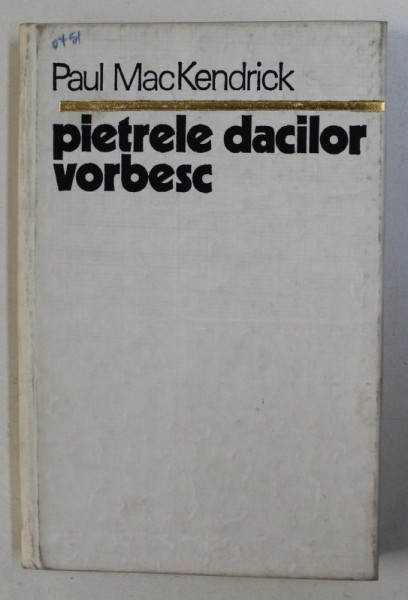 Paul MacKendrick
pietrele dacilor
vorbesc